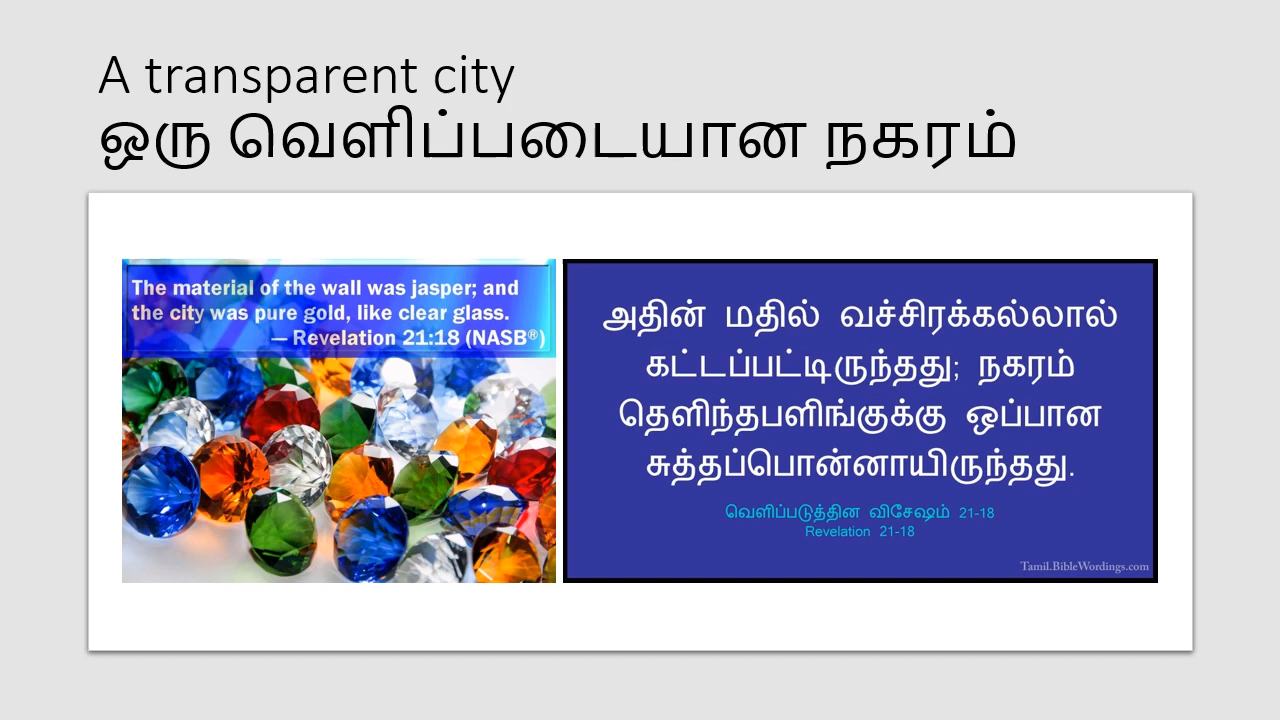 A transparent city
ஒரு வெளிப்படையான நகரம்
The material of the wall was jasper; and
the city was pure gold, like clear glass.
— Revelation 21:18 (NASB®)
அதின் மதில் வச்சிரக்கல்லால்
கட்டப்பட்டிருந்தது; நகரம்
தெளிந்தபளிங்குக்கு ஒப்பான
சுத்தப்பொன்னாயிருந்தது.
வெளிப்படுத்தின விசேஷம் 21-18
Revelation 21-18
Tamil.BibleWordings.com